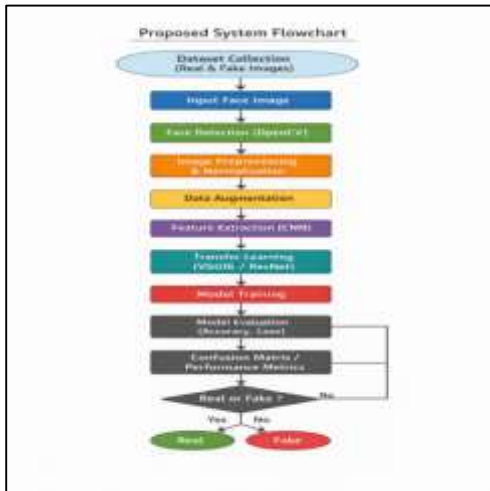 Proposed System Flowchart
Dataset Collection
(Real & Fake Images)
Input Face Image
Face Detection (OpenCV)
Image Preprocessing
& Normalization
Data Augmentation
Feature Extraction (CNN)
Transfer Learning
(VGG16 / ResNet)
Model Training
Model Evaluation
(Accuracy, Loss)
Confusion Matrix /
Performance Metrics
Real or Fake ?
No
Yes
No
Real
Fake